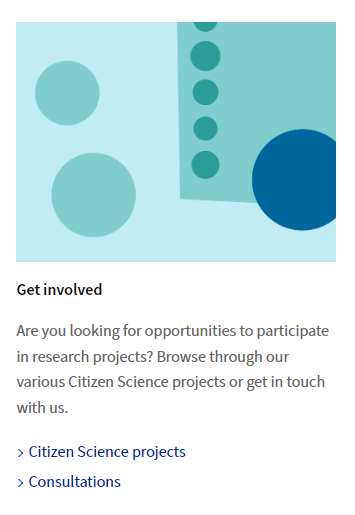 Get involved
Are you looking for opportunities to participate
in research projects? Browse through our
various Citizen Science projects or get in touch
with us.
> Citizen Science projects
> Consultations